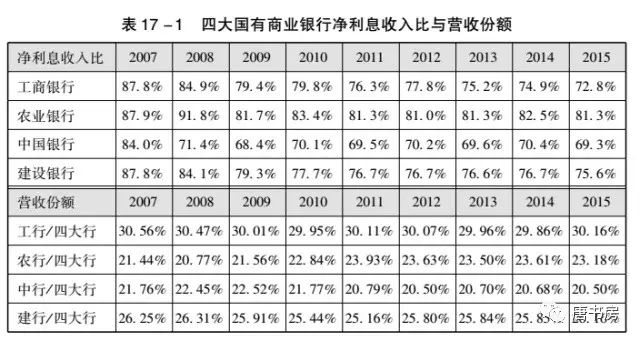 表 17-1 四大国有商业银行净利息收入比与营收份额
净利息收入比 2007 2008 2009 2010 2011 2012 2013 2014 2015
工商银行 87.8% 84.9% 79.4% 79.8% 76.3% 77.8% 75.2% 74.9% 72.8%
农业银行 87.9% 91.8% 81.7% 83.4% 81.3% 81.0% 81.3% 82.5% 81.3%
中国银行 84.0% 71.4% 68.4% 70.1% 69.5% 70.2% 69.6% 70.4% 69.3%
建设银行 87.8% 84.1% 79.3% 77.7% 76.7% 76.7% 76.6% 76.7% 75.6%
营收份额 2007 2008 2009 2010 2011 2012 2013 2014 2015
工行/四大行 30.56% 30.47% 30.01% 29.95% 30.11% 30.07% 29.96% 29.86% 30.16%
农行/四大行 21.44% 20.77% 21.56% 22.84% 23.93% 23.63% 23.50% 23.61% 23.18%
中行/四大行 21.76% 22.45% 22.52% 21.77% 20.79% 20.50% 20.70% 20.68% 20.50%
建行/四大行 26.25% 26.31% 25.91% 25.44% 25.16% 25.80% 25.84%
唐书房